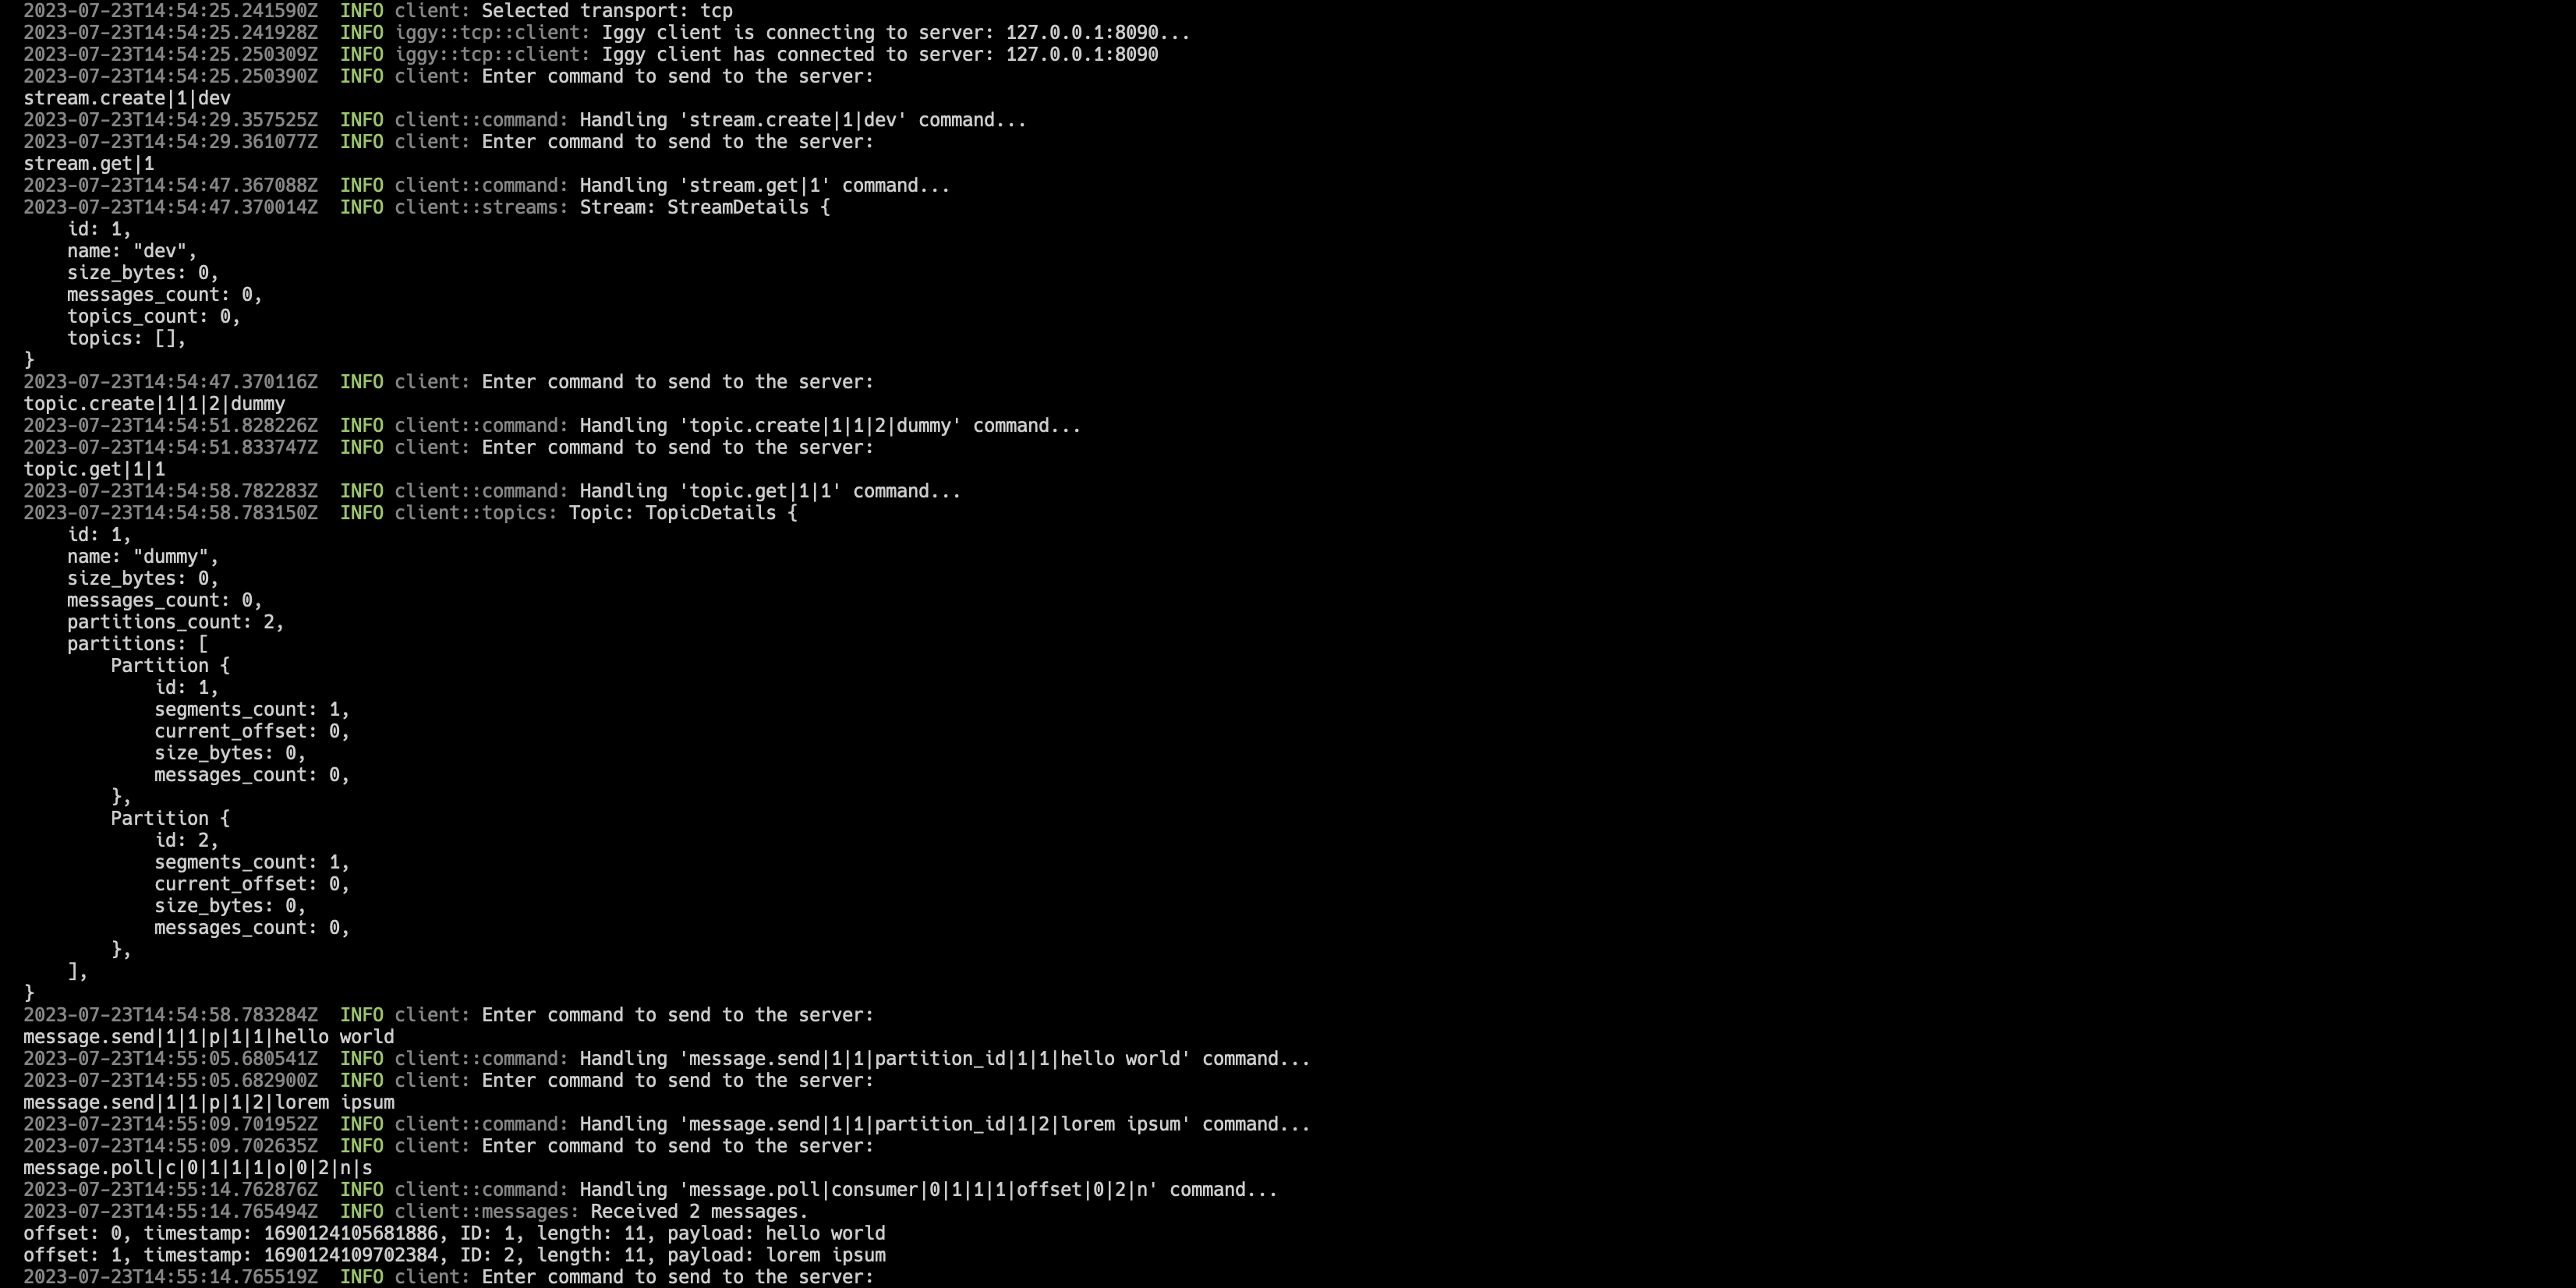 2023-07-23T14:54:25.241590Z  INFO client: Selected transport: tcp
2023-07-23T14:54:25.241928Z  INFO iggy::tcp::client: Iggy client is connecting to server: 127.0.0.1:8090...
2023-07-23T14:54:25.250309Z  INFO iggy::tcp::client: Iggy client has connected to server: 127.0.0.1:8090
2023-07-23T14:54:25.250390Z  INFO client: Enter command to send to the server:
stream.create|1|dev
2023-07-23T14:54:29.357525Z  INFO client::command: Handling 'stream.create|1|dev' command...
2023-07-23T14:54:29.361077Z  INFO client: Enter command to send to the server:
stream.get|1
2023-07-23T14:54:47.367088Z  INFO client::command: Handling 'stream.get|1' command...
2023-07-23T14:54:47.370014Z  INFO client::streams: Stream: StreamDetails {
    id: 1,
    name: "dev",
    size_bytes: 0,
    messages_count: 0,
    topics_count: 0,
    topics: [],
}
2023-07-23T14:54:47.370116Z  INFO client: Enter command to send to the server:
topic.create|1|1|2|dummy
2023-07-23T14:54:51.828226Z  INFO client::command: Handling 'topic.create|1|1|2|dummy' command...
2023-07-23T14:54:51.833747Z  INFO client: Enter command to send to the server:
topic.get|1|1
2023-07-23T14:54:58.782283Z  INFO client::command: Handling 'topic.get|1|1' command...
2023-07-23T14:54:58.783150Z  INFO client::topics: Topic: TopicDetails {
    id: 1,
    name: "dummy",
    size_bytes: 0,
    messages_count: 0,
    partitions_count: 2,
    partitions: [
        Partition {
            id: 1,
            segments_count: 1,
            current_offset: 0,
            size_bytes: 0,
            messages_count: 0,
        },
        Partition {
            id: 2,
            segments_count: 1,
            current_offset: 0,
            size_bytes: 0,
            messages_count: 0,
        },
    ],
}
2023-07-23T14:54:58.783284Z  INFO client: Enter command to send to the server:
message.send|1|1|p|1|1|hello world
2023-07-23T14:55:05.680541Z  INFO client::command: Handling 'message.send|1|1|partition_id|1|1|hello world' command...
2023-07-23T14:55:05.682900Z  INFO client: Enter command to send to the server:
message.send|1|1|p|1|2|lorem ipsum
2023-07-23T14:55:09.701952Z  INFO client::command: Handling 'message.send|1|1|partition_id|1|2|lorem ipsum' command...
2023-07-23T14:55:09.702635Z  INFO client: Enter command to send to the server:
message.poll|c|0|1|1|1|o|0|2|n|s
2023-07-23T14:55:14.762876Z  INFO client::command: Handling 'message.poll|consumer|0|1|1|1|offset|0|2|n' command...
2023-07-23T14:55:14.765494Z  INFO client::messages: Received 2 messages.
offset: 0, timestamp: 1690124105681886, ID: 1, length: 11, payload: hello world
offset: 1, timestamp: 1690124109702384, ID: 2, length: 11, payload: lorem ipsum
2023-07-23T14:55:14.765519Z  INFO client: Enter command to send to the server: